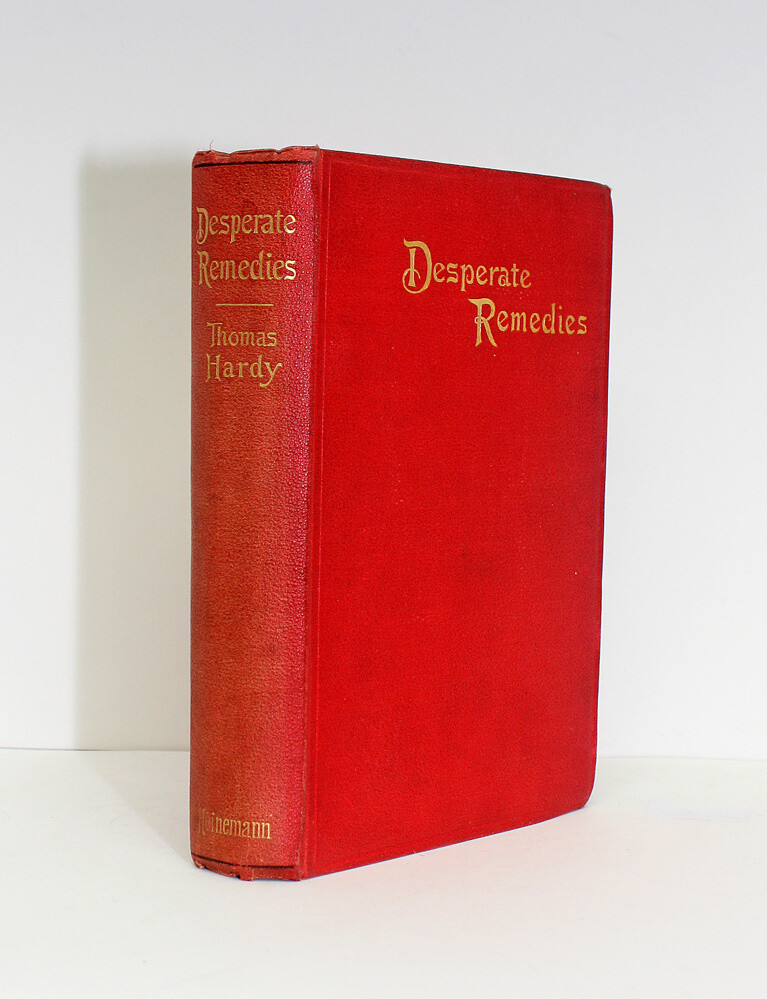 Desperate
Remedies
Thomas
Hardy
Heinemann
Desperate
Remedies